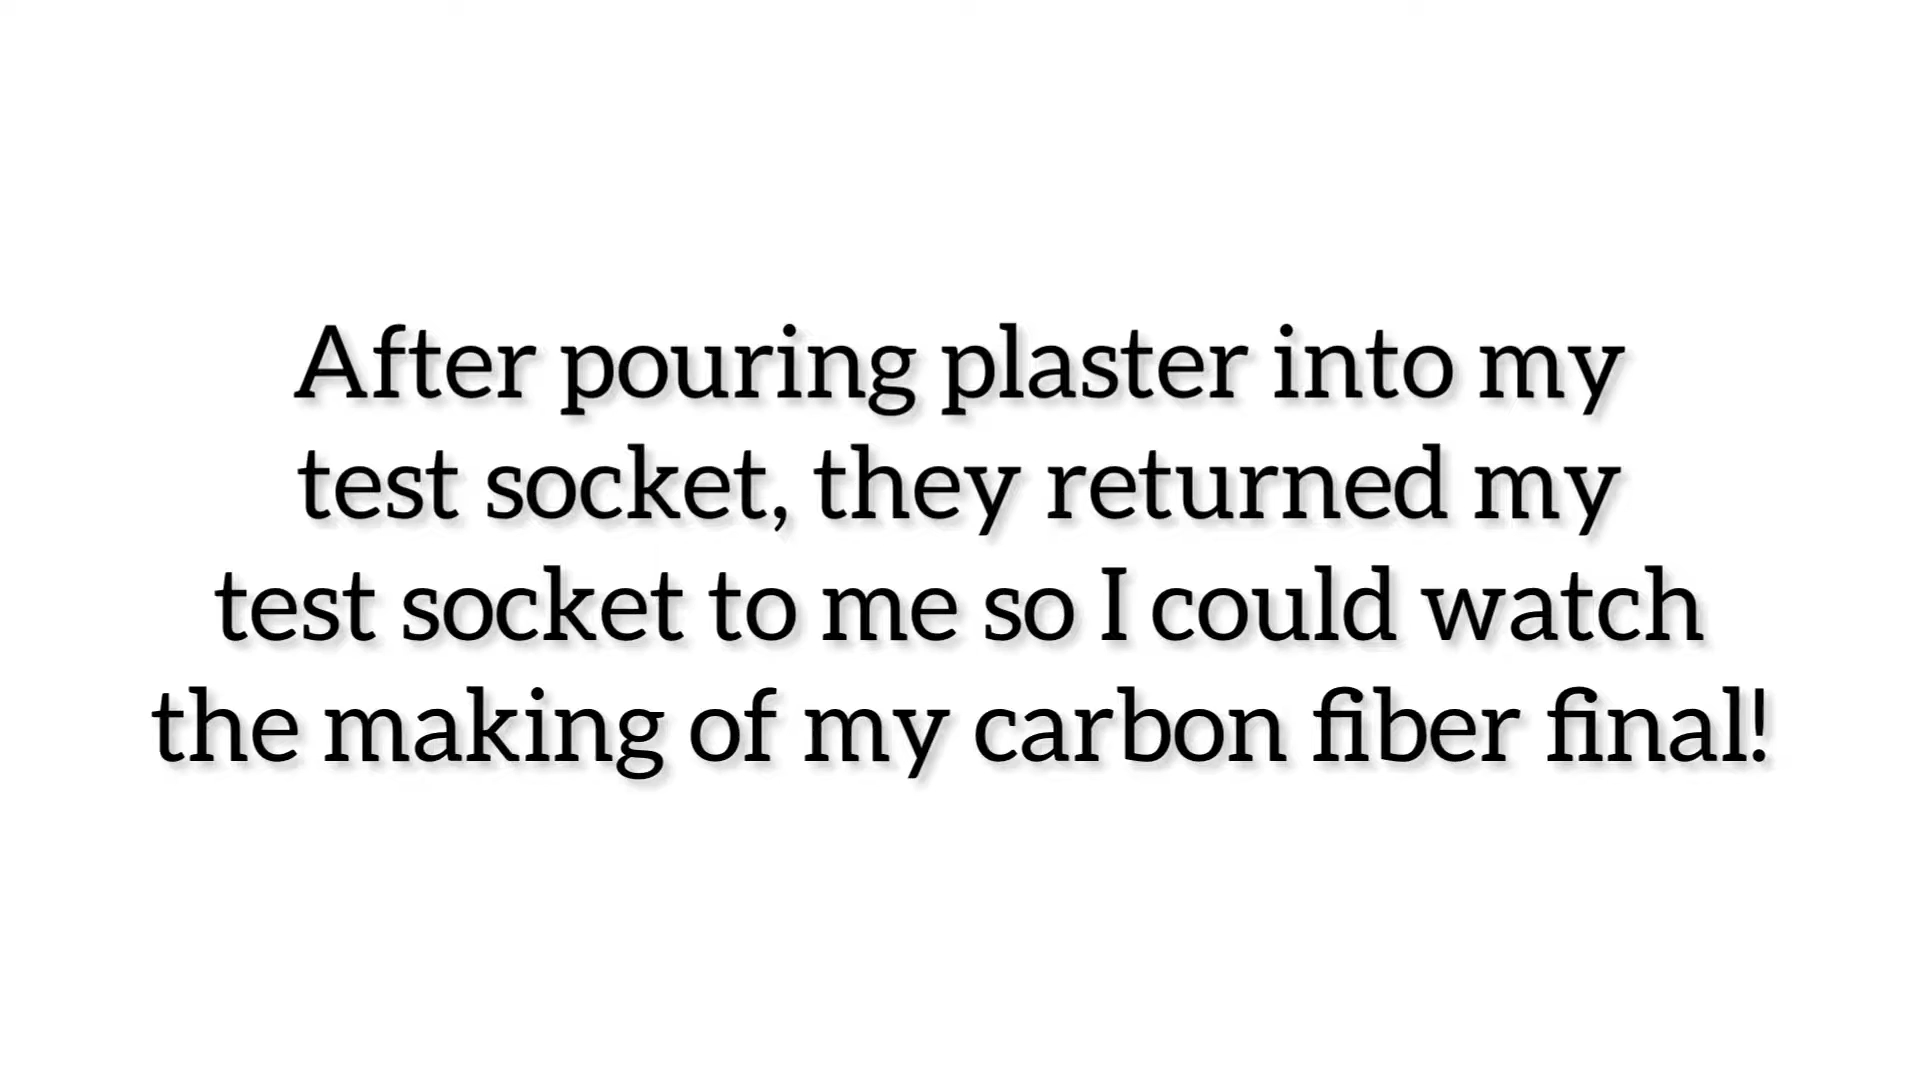 After pouring plaster into my
test socket, they returned my
test socket to me so I could watch
the making of my carbon fiber final!